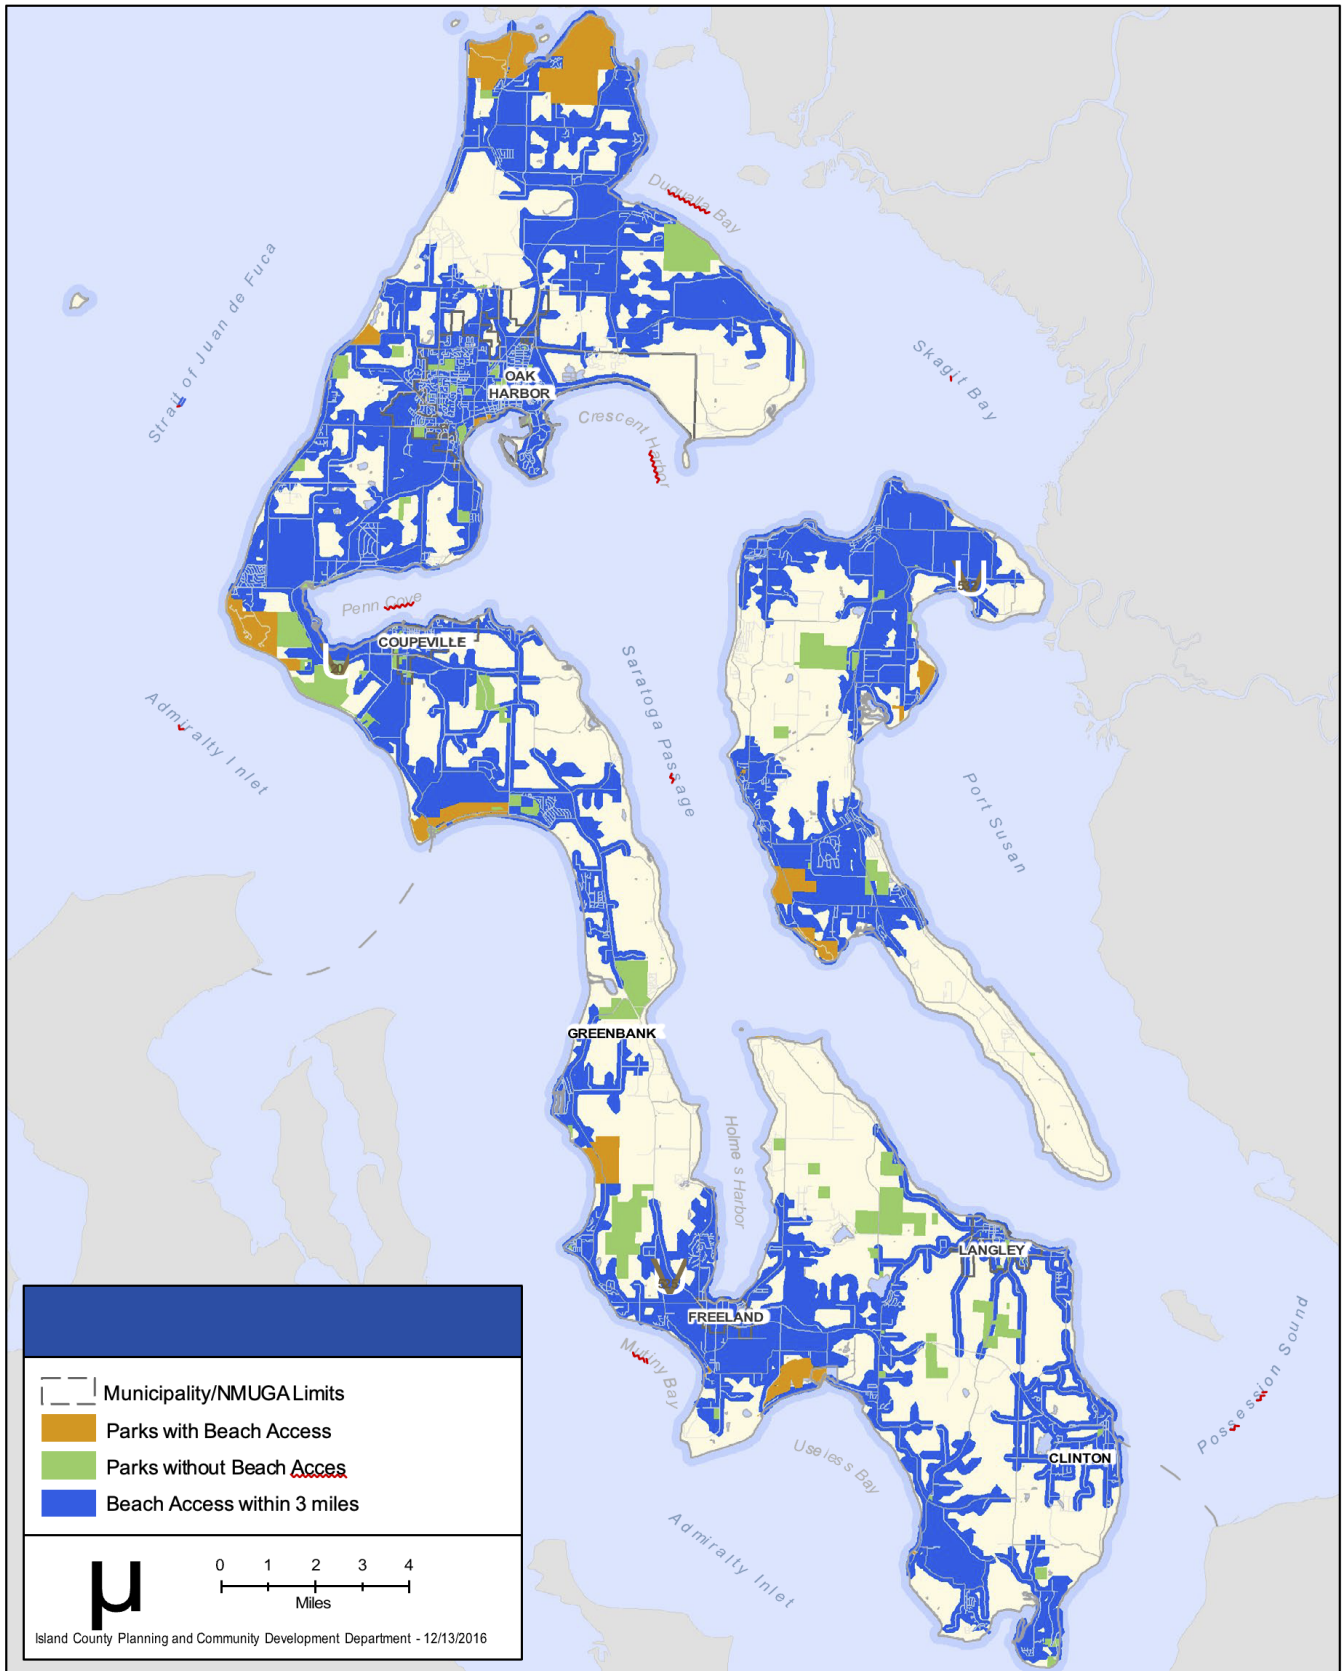 Duqualla Bay
Strait of Juan de Fuca
Skagit Bay
OAK
HARBOR
Crescent Harbor
Penn Cove
COUPEVILLE
Saratoga Passage
Admiralty Inlet
Port Susan
GREENBANK
Holmes Harbor
LANGLEY
FREELAND
Mutiny Bay
Possession Sound
Useless Bay
CLINTON
Admiralty Inlet
Municipality/NMUGA Limits
Parks with Beach Access
Parks without Beach Acces
Beach Access within 3 miles
µ
0 1 2 3 4
Miles
Island County Planning and Community Development Department - 12/13/2016